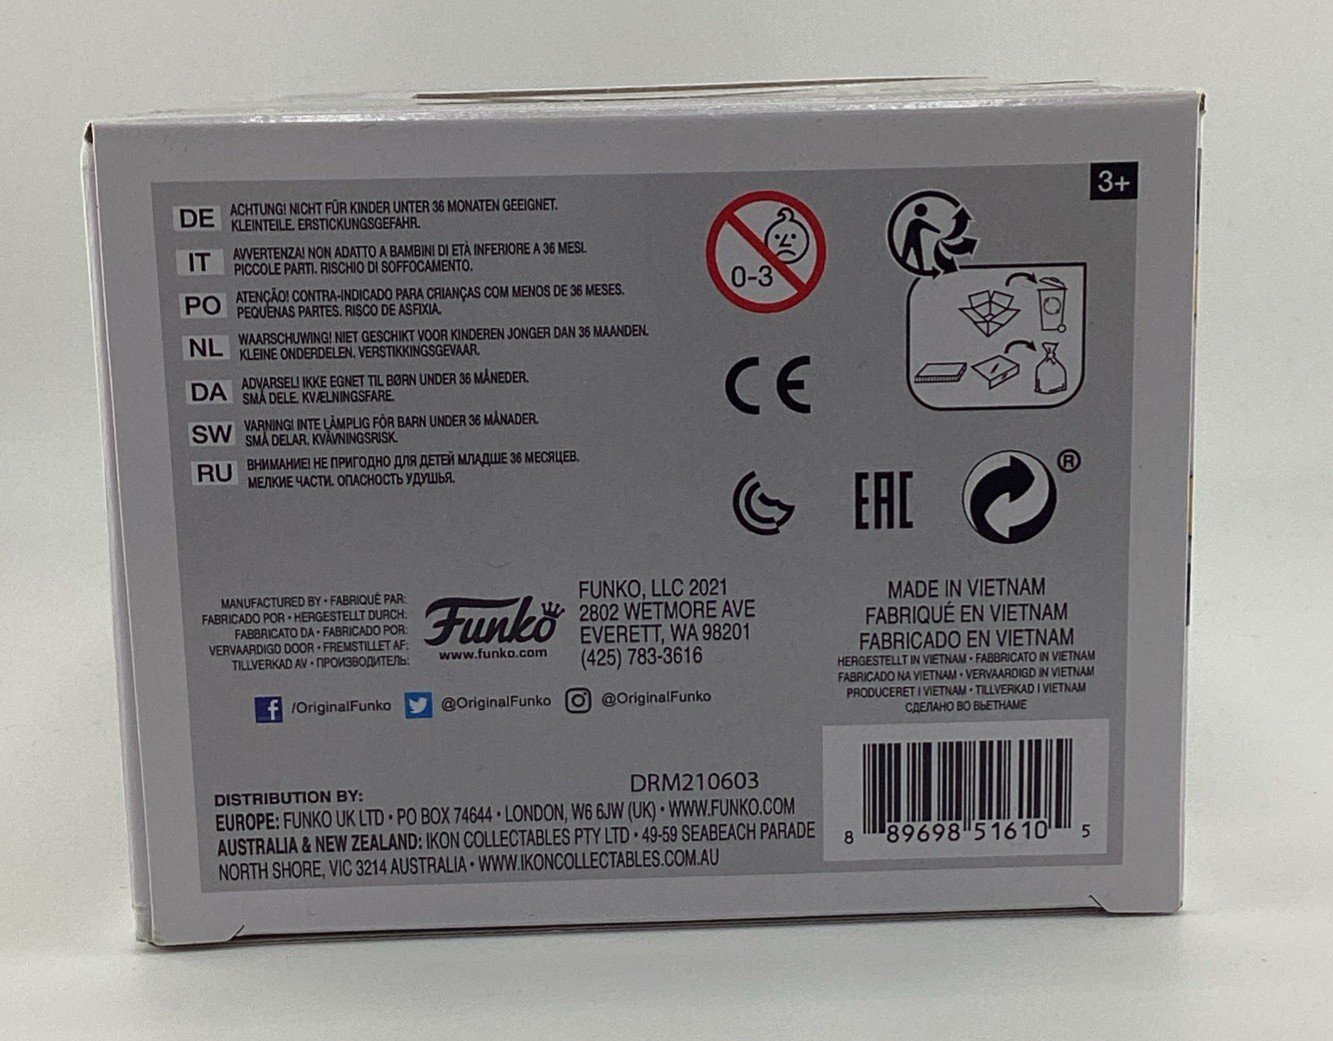 3+
DE ACHTUNG! NICHT FÜR KINDER UNTER 36 MONATEN GEEIGNET.
KLEINTEILE. ERSTICKUNGSGEFAHR.
IT AVVERTENZA! NON ADATTO A BAMBINI DI ETÀ INFERIORE A 36 MESI.
PICCOLE PARTI. RISCHIO DI SOFFOCAMENTO.
PO ATENÇÃO! CONTRA-INDICADO PARA CRIANÇAS COM MENOS DE 36 MESES.
PEQUENAS PARTES. RISCO DE ASFIXIA.
NL WAARSCHUWING! NIET GESCHIKT VOOR KINDEREN JONGER DAN 36 MAANDEN.
KLEINE ONDERDELEN. VERSTIKKINGSGEVAAR.
DA ADVARSEL! IKKE EGNET TIL BØRN UNDER 36 MÅNEDER.
SMÅ DELE. KVÆLNINGSFARE.
SW VARNING! INTE LÄMPLIG FÖR BARN UNDER 36 MÅNADER.
SMÅ DELAR. KVÄVNINGSRISK.
RU ВНИМАНИЕ! НЕ ПРИГОДНО ДЛЯ ДЕТЕЙ МЛАДШЕ 36 МЕСЯЦЕВ.
МЕЛКИЕ ЧАСТИ. ОПАСНОСТЬ УДУШЬЯ.
0-3
CE
EAC
®
MANUFACTURED BY • FABRIQUÉ PAR:
FABRICADO POR • HERGESTELLT DURCH:
FABBRICATO DA • FABRICADO POR:
VERVAARDIGD DOOR • FREMSTILLET AF:
TILLVERKAD AV • ПРОИЗВОДИТЕЛЬ:
Funko
www.funko.com
FUNKO, LLC 2021
2802 WETMORE AVE
EVERETT, WA 98201
(425) 783-3616
MADE IN VIETNAM
FABRIQUÉ EN VIETNAM
FABRICADO EN VIETNAM
HERGESTELLT IN VIETNAM • FABBRICATO IN VIETNAM
FABRICADO NA VIETNAM • VERVAARDIGD IN VIETNAM
PRODUCERET I VIETNAM • TILLVERKAD I VIETNAM
СДЕЛАНО ВО ВЬЕТНАМЕ
/OriginalFunko @OriginalFunko @OriginalFunko
DRM210603
DISTRIBUTION BY:
EUROPE: FUNKO UK LTD • PO BOX 74644 • LONDON, W6 6JW (UK) • WWW.FUNKO.COM
AUSTRALIA & NEW ZEALAND: IKON COLLECTABLES PTY LTD • 49-59 SEABEACH PARADE
NORTH SHORE, VIC 3214 AUSTRALIA • WWW.IKONCOLLECTABLES.COM.AU
8 89698 51610 5